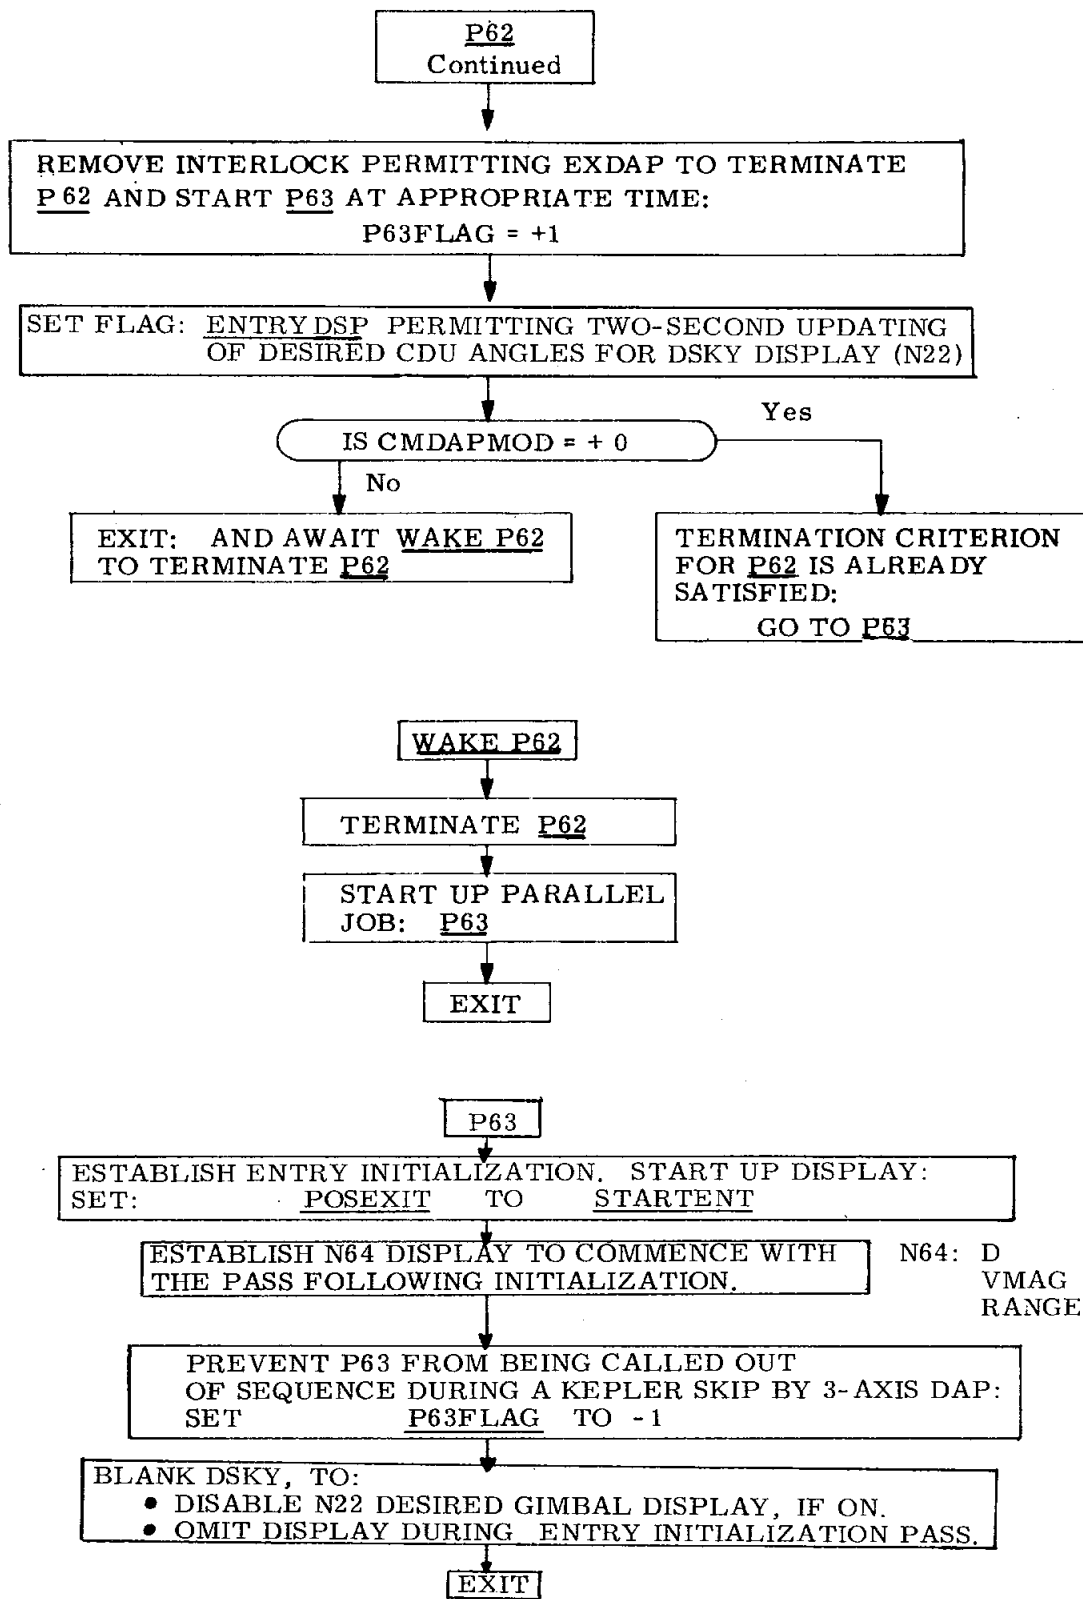 P62
Continued
REMOVE INTERLOCK PERMITTING EXDAP TO TERMINATE
P62 AND START P63 AT APPROPRIATE TIME:
P63FLAG = +1
SET FLAG: ENTRY DSP PERMITTING TWO-SECOND UPDATING
OF DESIRED CDU ANGLES FOR DSKY DISPLAY (N22)
Yes
IS CMDAPMOD = + 0
No
EXIT: AND AWAIT WAKE P62
TO TERMINATE P62
TERMINATION CRITERION
FOR P62 IS ALREADY
SATISFIED:
GO TO P63
WAKE P62
TERMINATE P62
START UP PARALLEL
JOB: P63
EXIT
P63
ESTABLISH ENTRY INITIALIZATION. START UP DISPLAY:
SET: POSEXIT TO STARTENT
ESTABLISH N64 DISPLAY TO COMMENCE WITH
THE PASS FOLLOWING INITIALIZATION.
N64: D
VMAG
RANGE
PREVENT P63 FROM BEING CALLED OUT
OF SEQUENCE DURING A KEPLER SKIP BY 3-AXIS DAP:
SET P63FLAG TO -1
BLANK DSKY, TO:
• DISABLE N22 DESIRED GIMBAL DISPLAY, IF ON.
• OMIT DISPLAY DURING ENTRY INITIALIZATION PASS.
EXIT